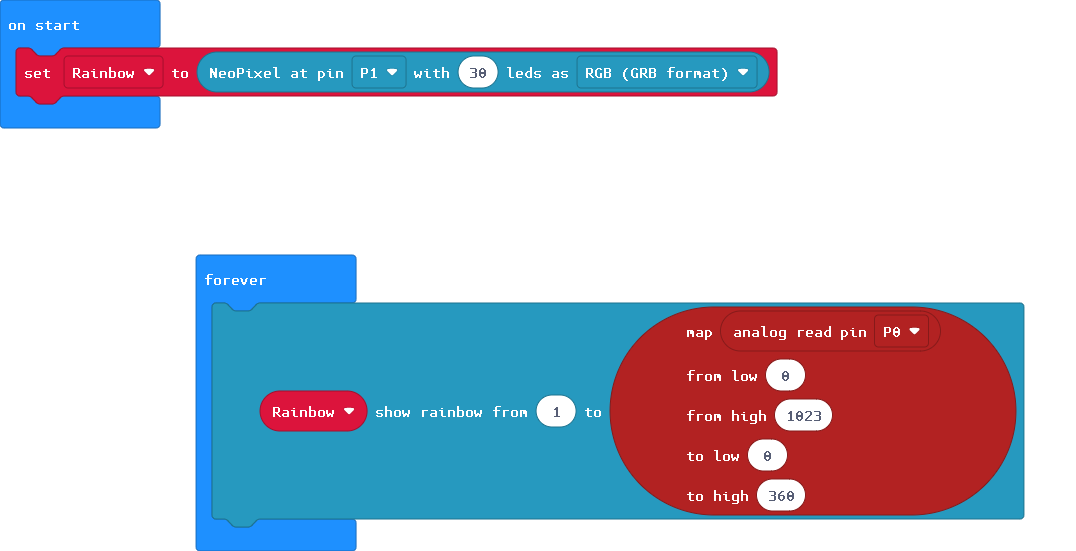 on start
set Rainbow to NeoPixel at pin P1 with 30 leds as RGB (GRB format)
forever
map analog read pin P0
from low 0
Rainbow show rainbow from 1 to
from high 1023
to low 0
to high 360